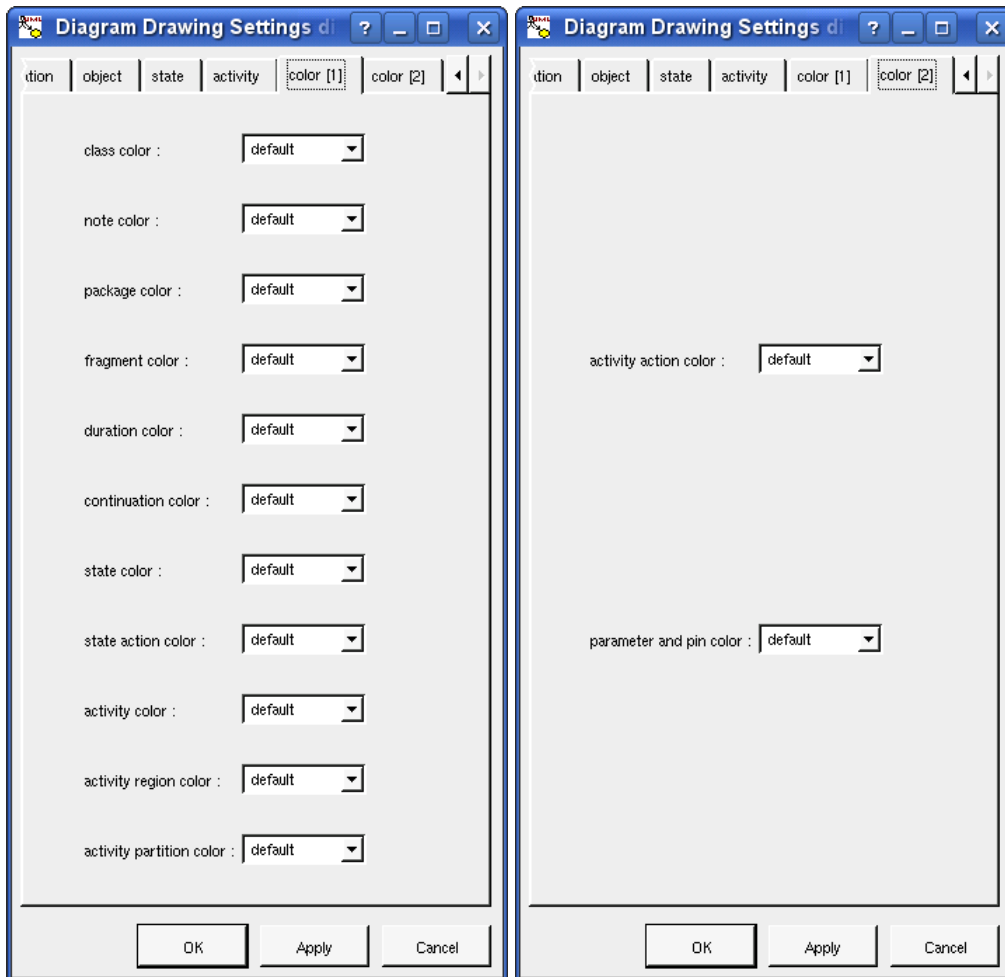 Diagram Drawing Settings di
object state activity color [1] color [2]
class color : default
note color : default
package color : default
fragment color : default
duration color : default
continuation color : default
state color : default
state action color : default
activity color : default
activity region color : default
activity partition color : default
OK Apply Cancel
Diagram Drawing Settings di
object state activity color [1] color [2]
activity action color : default
parameter and pin color : default
OK Apply Cancel